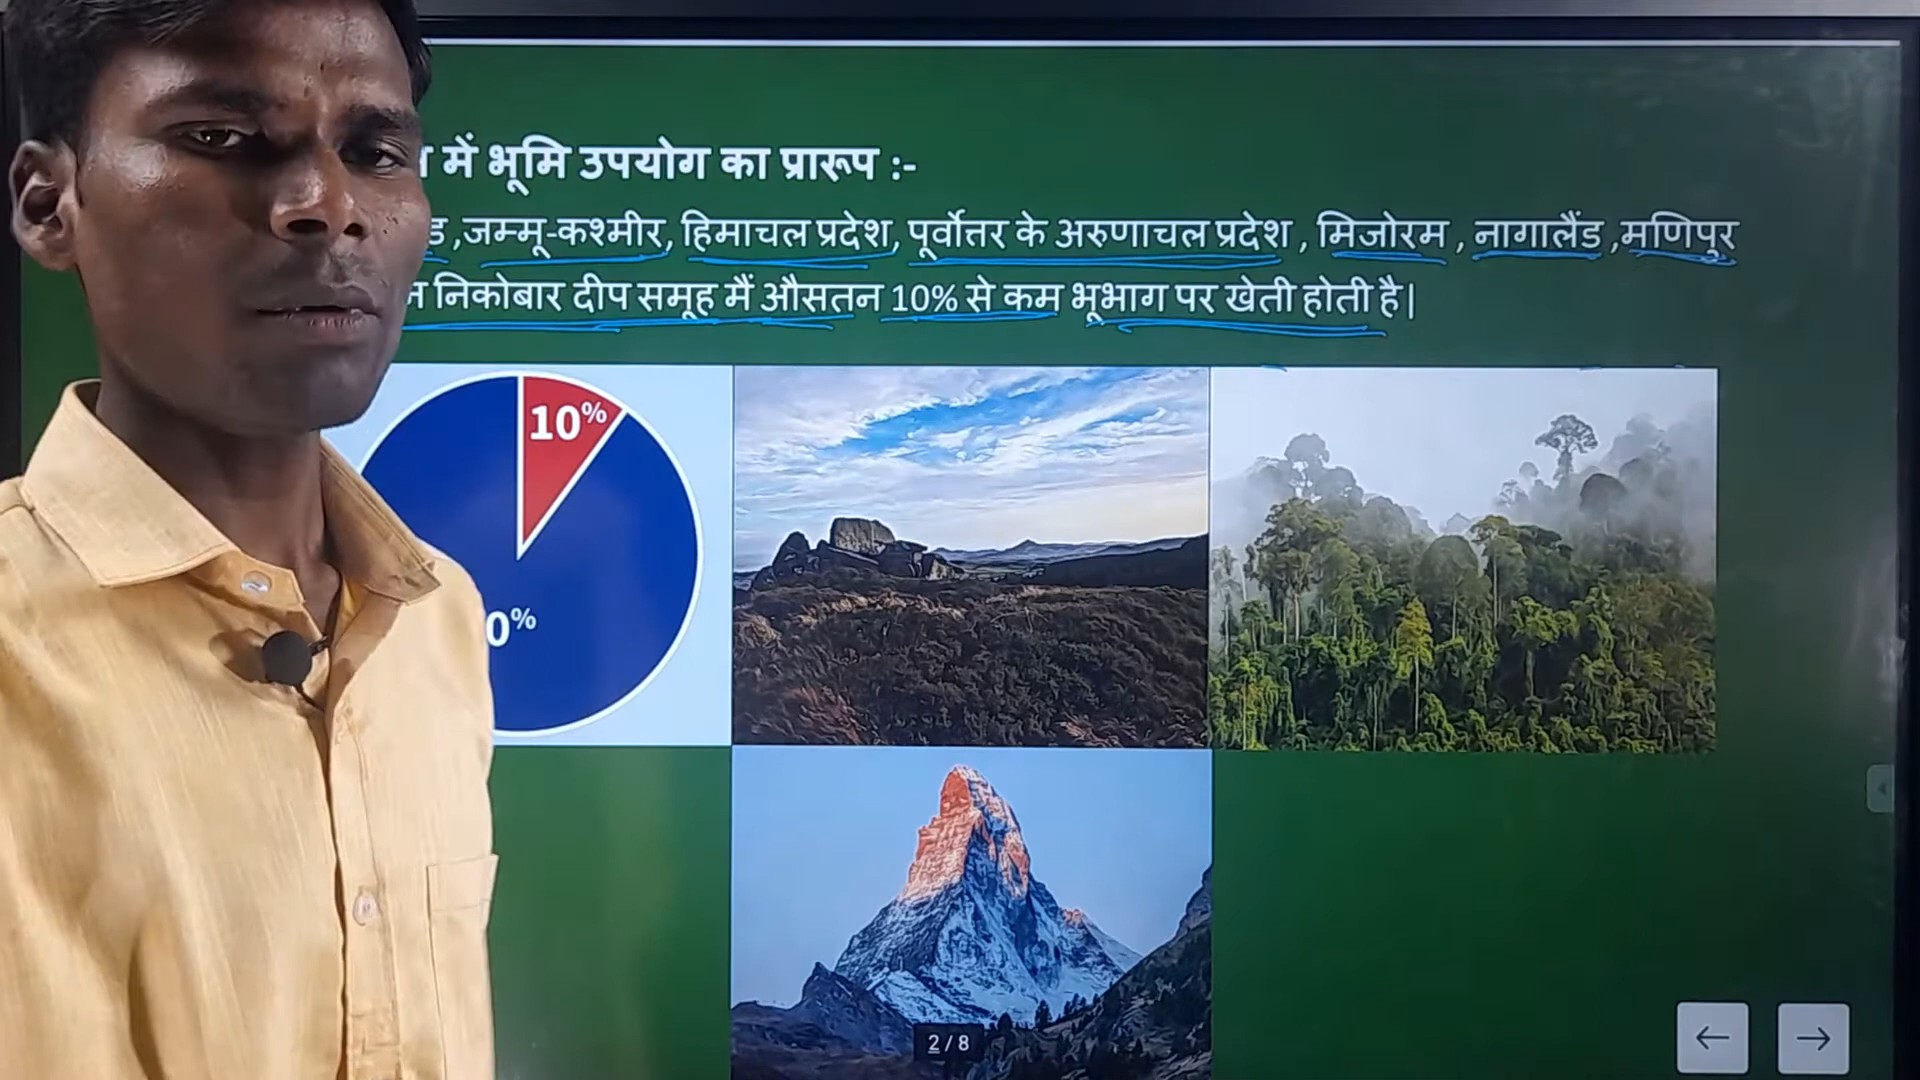 में भूमि उपयोग का प्रारूप :-
,जम्मू-कश्मीर, हिमाचल प्रदेश, पूर्वोत्तर के अरुणाचल प्रदेश , मिजोरम , नागालैंड ,मणिपुर
निकोबार दीप समूह मैं औसतन 10% से कम भूभाग पर खेती होती है|
10%
0%
2 / 8